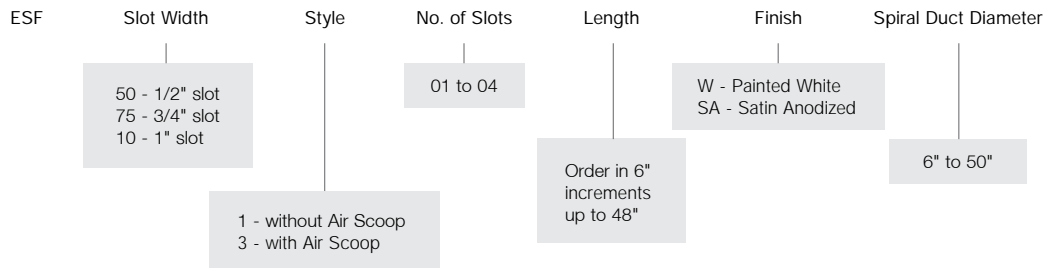 ESF Slot Width Style No. of Slots Length Finish Spiral Duct Diameter
50 - 1/2" slot
75 - 3/4" slot
10 - 1" slot
1 - without Air Scoop
3 - with Air Scoop
01 to 04
Order in 6"
increments
up to 48"
W - Painted White
SA - Satin Anodized
6" to 50"